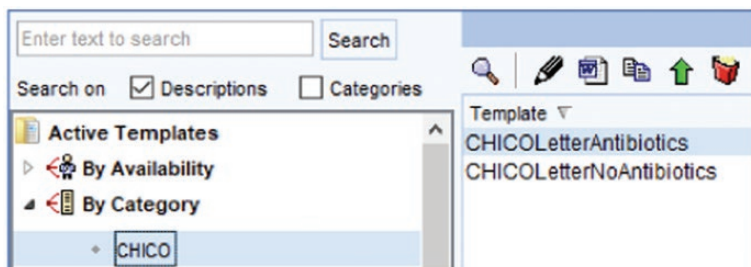 Enter text to search
Search
Search on
Descriptions
Categories
Active Templates
By Availability
By Category
CHICO
Template
CHICOLetterAntibiotics
CHICOLetterNoAntibiotics